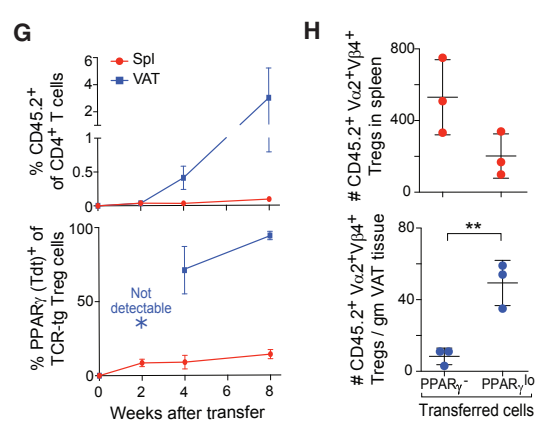 G
Spl
VAT
% CD45.2+
of CD4+ T cells
6
4
2
1
0.5
0
% PPARγ (Tdt)+ of
TCR-tg Treg cells
100
50
0
Not
detectable
*
0 2 4 6 8
Weeks after transfer
H
# CD45.2+ Vα2+Vβ4+
Tregs in spleen
800
400
0
# CD45.2+ Vα2+Vβ4+
Tregs / gm VAT tissue
80
40
0
**
PPARγ- PPARγlo
Transferred cells